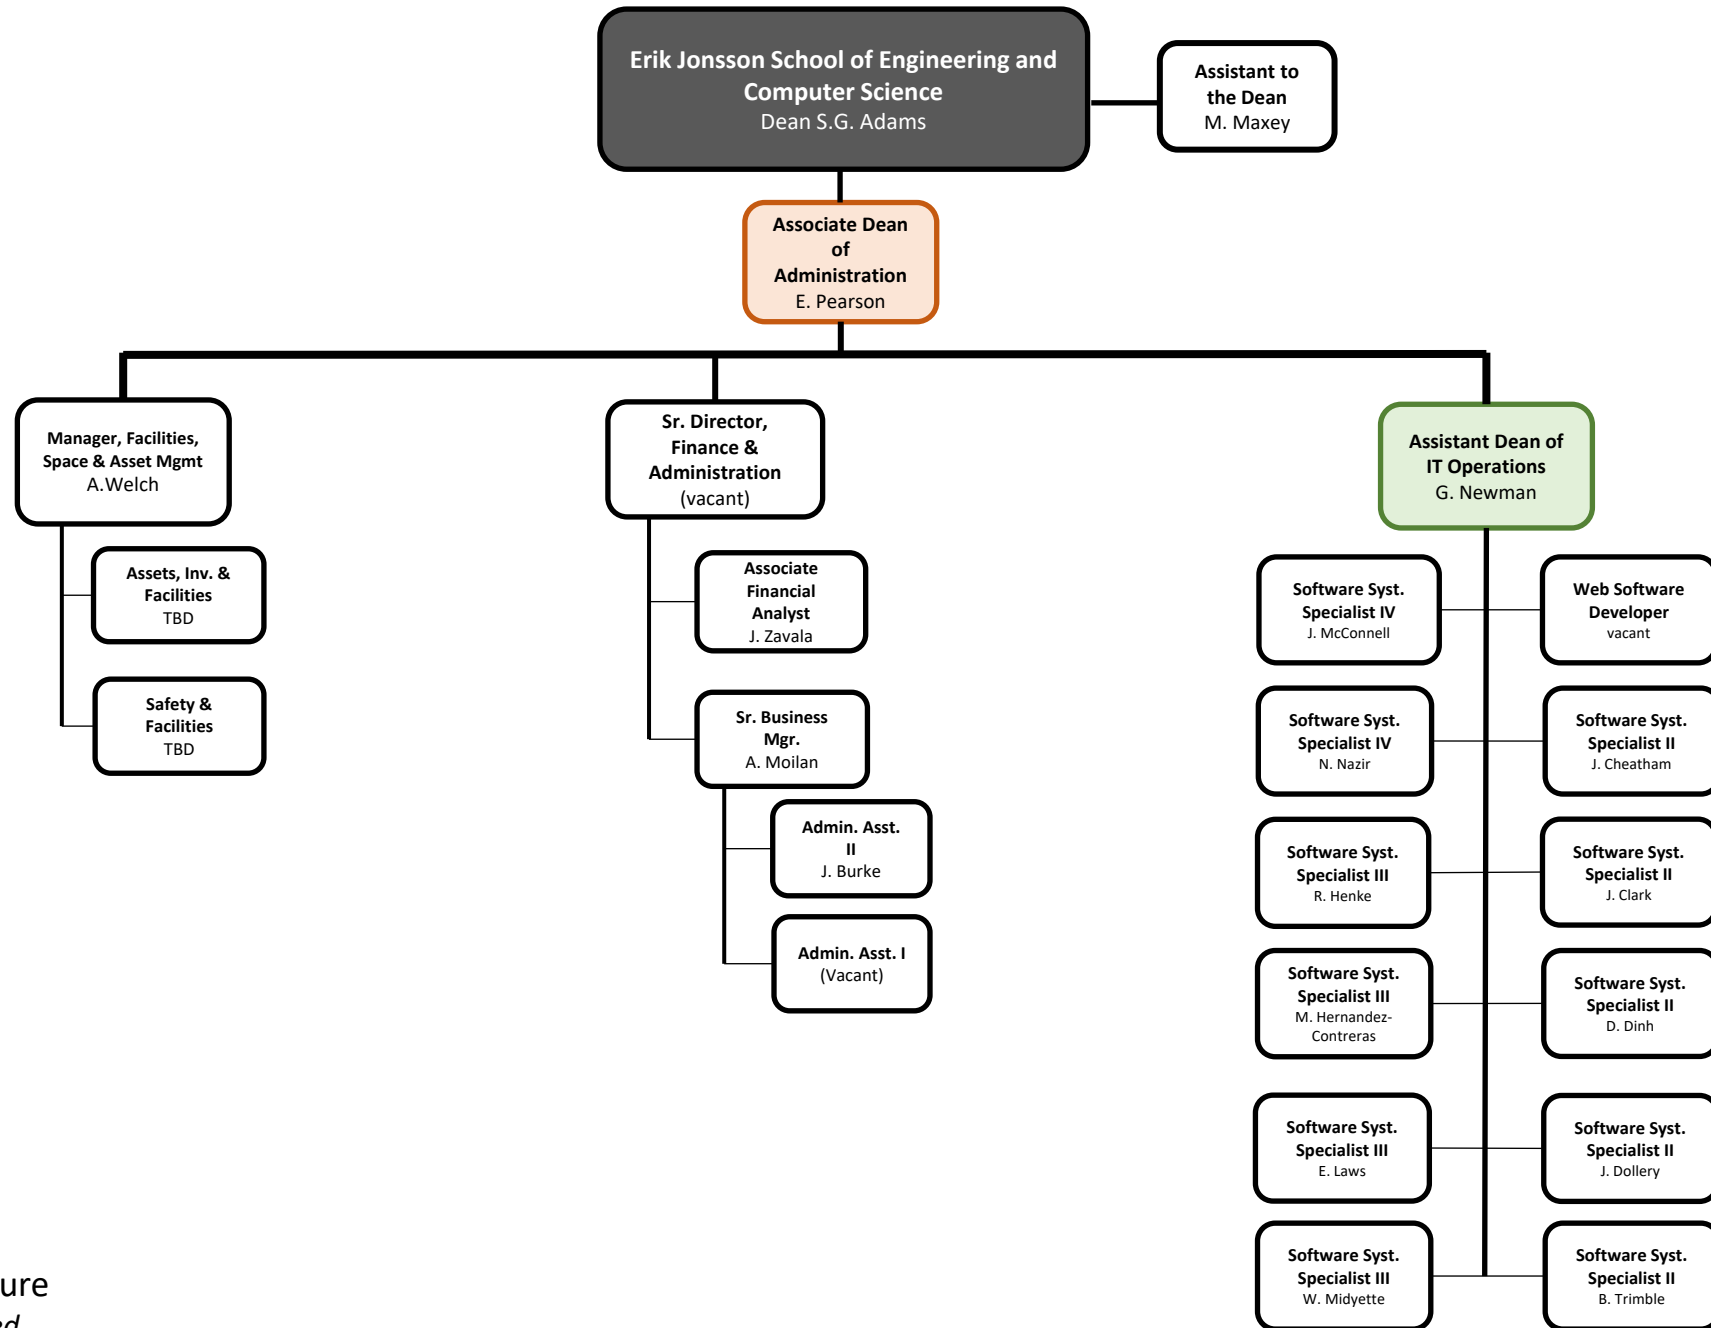 Erik Jonsson School of Engineering and
Computer Science
Dean S.G. Adams
Assistant to
the Dean
M. Maxey
Associate Dean
of
Administration
E. Pearson
Manager, Facilities,
Space & Asset Mgmt
A.Welch
Assets, Inv. &
Facilities
TBD
Safety &
Facilities
TBD
Sr. Director,
Finance &
Administration
(vacant)
Associate
Financial
Analyst
J. Zavala
Sr. Business
Mgr.
A. Moilan
Admin. Asst.
II
J. Burke
Admin. Asst. I
(Vacant)
Assistant Dean of
IT Operations
G. Newman
Software Syst.
Specialist IV
J. McConnell
Web Software
Developer
vacant
Software Syst.
Specialist IV
N. Nazir
Software Syst.
Specialist II
J. Cheatham
Software Syst.
Specialist III
R. Henke
Software Syst.
Specialist II
J. Clark
Software Syst.
Specialist III
M. Hernandez-
Contreras
Software Syst.
Specialist II
D. Dinh
Software Syst.
Specialist III
E. Laws
Software Syst.
Specialist II
J. Dollery
Software Syst.
Specialist III
W. Midyette
Software Syst.
Specialist II
B. Trimble
ure